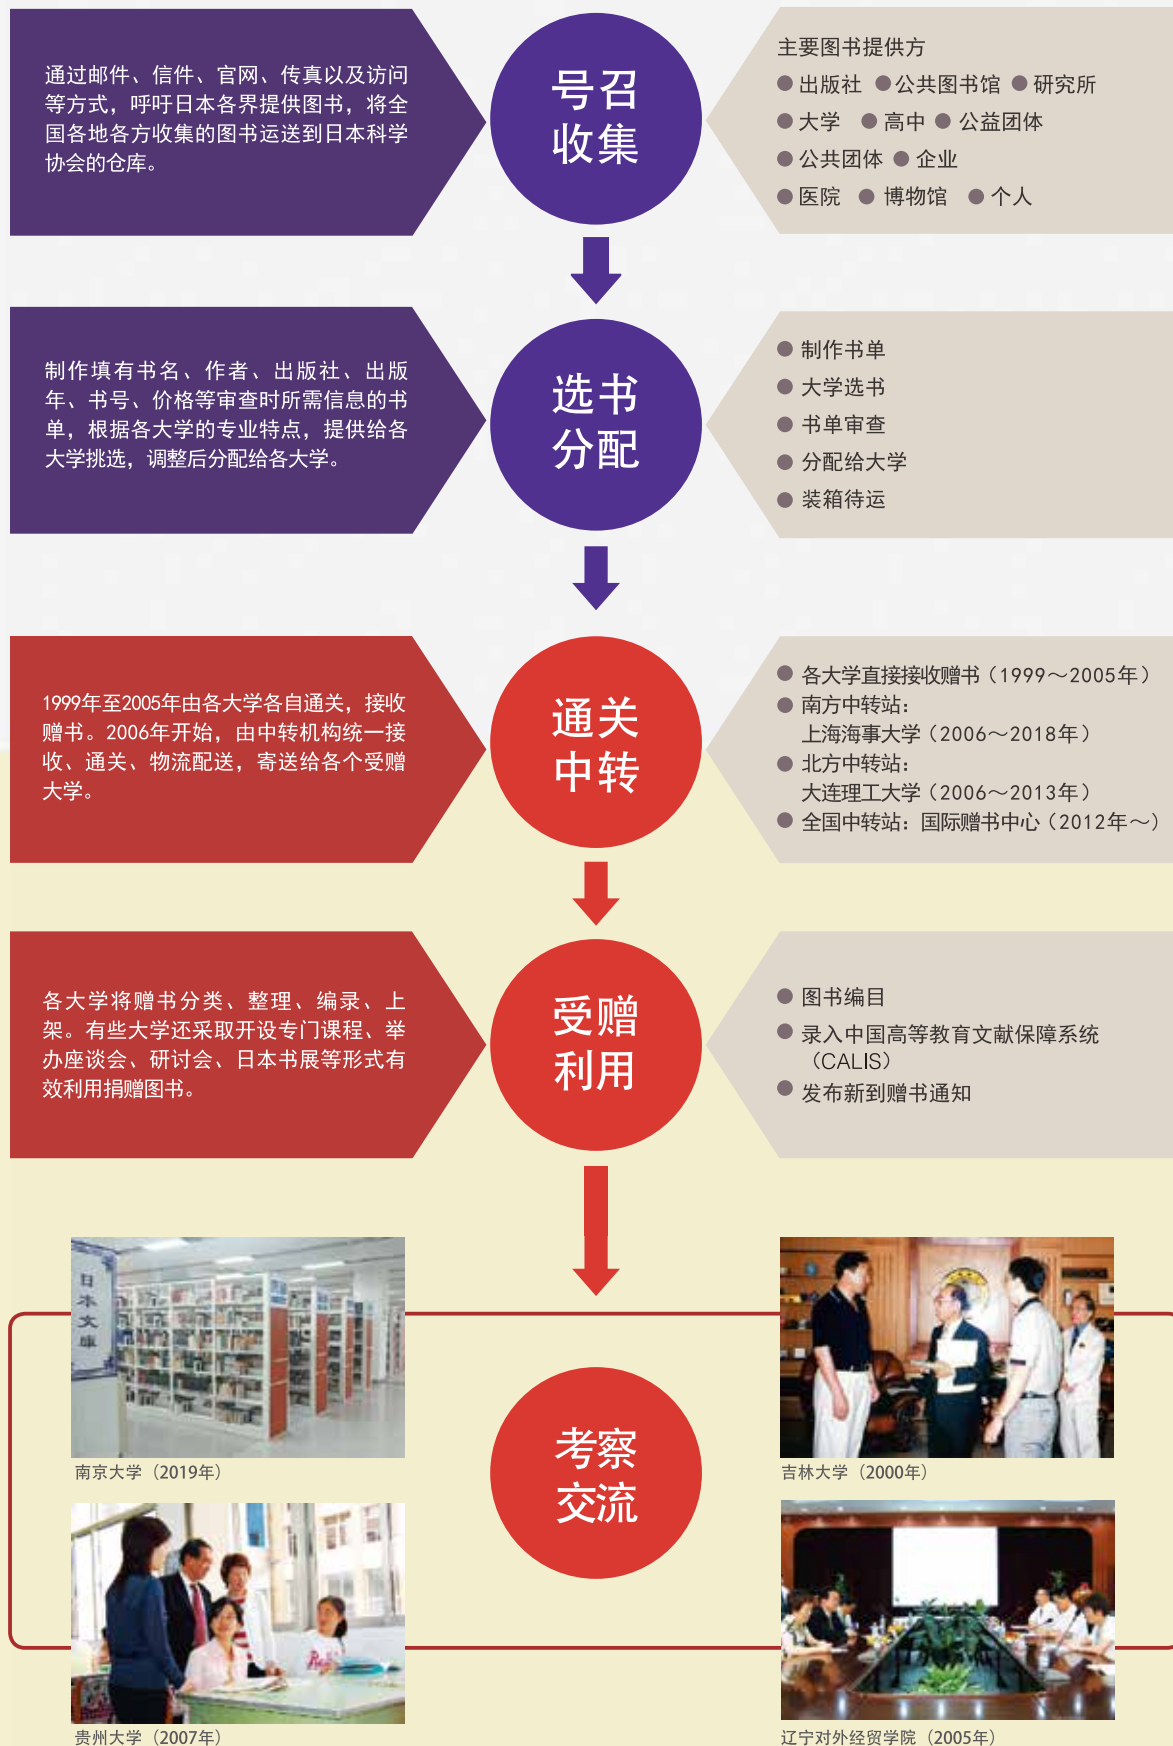 通过邮件、信件、官网、传真以及访问
等方式，呼吁日本各界提供图书，将全
国各地各方收集的图书运送到日本科学
协会的仓库。
号召
收集
主要图书提供方
● 出版社 ● 公共图书馆 ● 研究所
● 大学 ● 高中 ● 公益团体
● 公共团体 ● 企业
● 医院 ● 博物馆 ● 个人
制作填有书名、作者、出版社、出版
年、书号、价格等审查时所需信息的书
单，根据各大学的专业特点，提供给各
大学挑选，调整后分配给各大学。
选书
分配
● 制作书单
● 大学选书
● 书单审查
● 分配给大学
● 装箱待运
1999年至2005年由各大学各自通关，接收
赠书。2006年开始，由中转机构统一接
收、通关、物流配送，寄送给各个受赠
大学。
通关
中转
● 各大学直接接收赠书（1999～2005年）
● 南方中转站：
上海海事大学（2006～2018年）
● 北方中转站：
大连理工大学（2006～2013年）
● 全国中转站：国际赠书中心（2012年～）
各大学将赠书分类、整理、编录、上
架。有些大学还采取开设专门课程、举
办座谈会、研讨会、日本书展等形式有
效利用捐赠图书。
受赠
利用
● 图书编目
● 录入中国高等教育文献保障系统
（CALIS）
● 发布新到赠书通知
日本文庫
南京大学（2019年）
贵州大学（2007年）
考察
交流
吉林大学（2000年）
辽宁对外经贸学院（2005年）